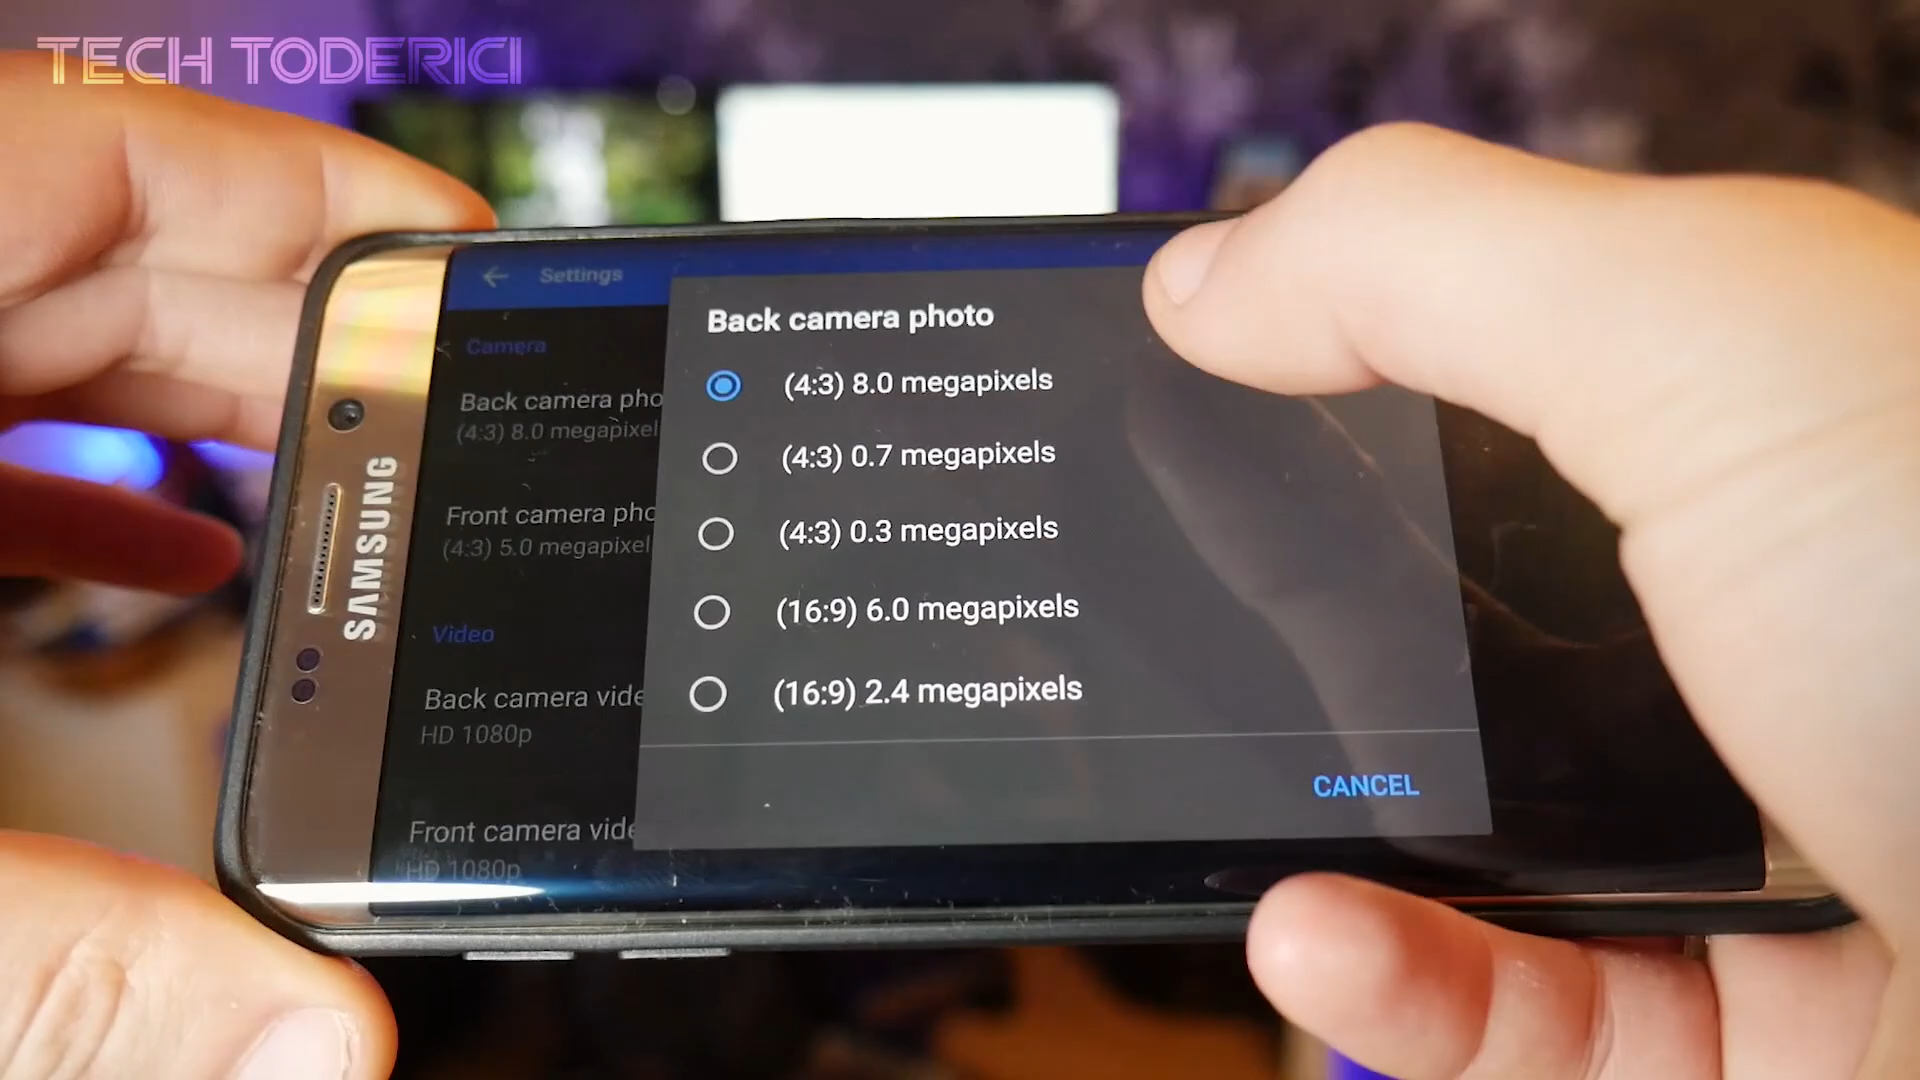 TECH TODERICI
SAMSUNG
Settings
Camera
Back camera pho
(4:3) 8.0 megapixel
Front camera pho
(4:3) 5.0 megapixel
Video
Back camera vide
HD 1080p
Front camera vide
HD 1080p
Back camera photo
(4:3) 8.0 megapixels
(4:3) 0.7 megapixels
(4:3) 0.3 megapixels
(16:9) 6.0 megapixels
(16:9) 2.4 megapixels
CANCEL